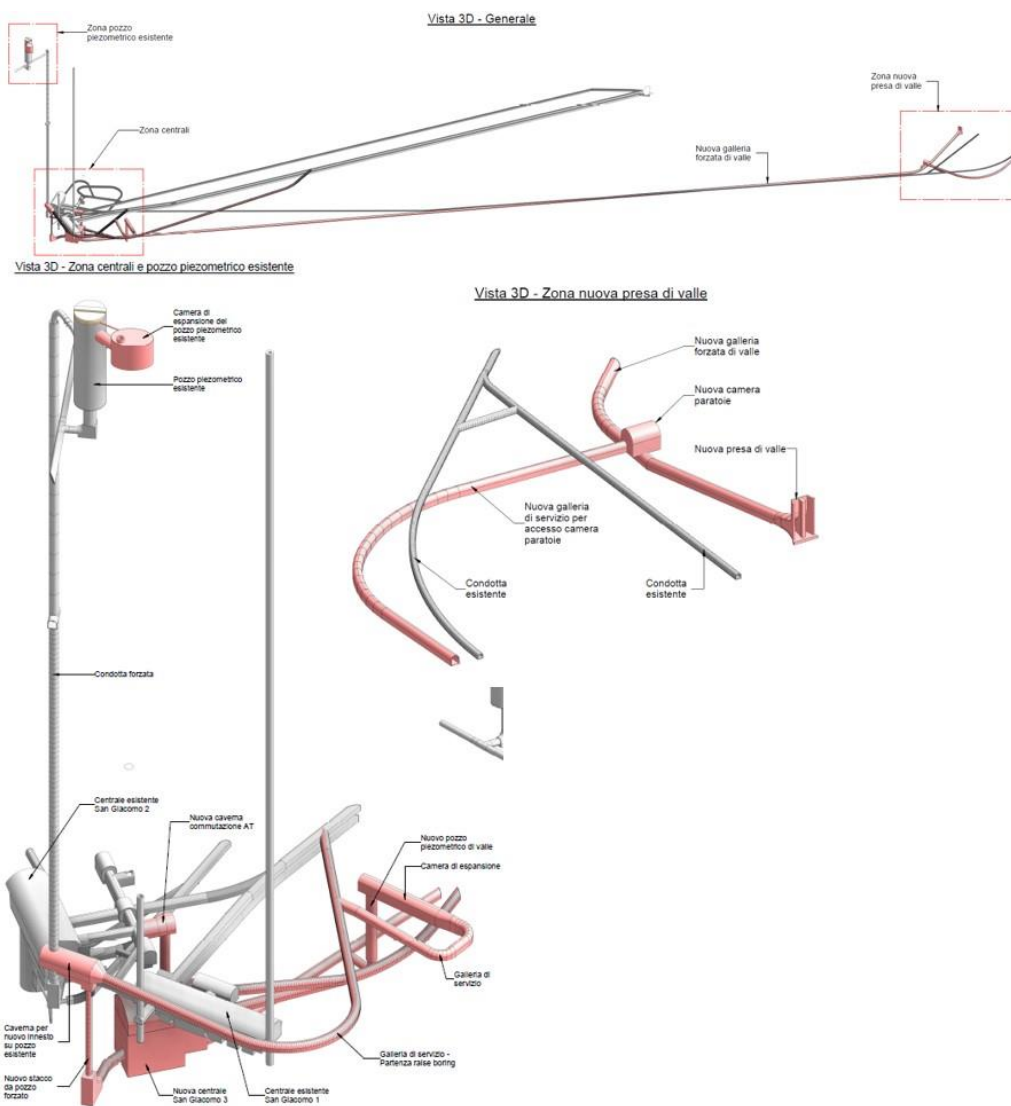 Vista 3D - Generale
Zona pozzo
piezometrico esistente
Zona nuova
presa di valle
Zona centrali
Nuova galleria
forzata di valle
Vista 3D - Zona centrali e pozzo piezometrico esistente
Vista 3D - Zona nuova presa di valle
Camera di
espansione del
pozzo piezometrico
esistente
Pozzo piezometrico
esistente
Nuova galleria
forzata di valle
Nuova camera
paratoie
Nuova presa di valle
Nuova galleria
di servizio per
accesso camera
paratoie
Condotta
esistente
Condotta
esistente
Condotta forzata
Centrale esistente
San Giacomo 2
Nuova caverna
commutazione AT
Nuovo pozzo
piezometrico di valle
Camera di espansione
Galleria di
servizio
Caverna per
nuovo innesto
su pozzo
esistente
Galleria di servizio -
Partenza raise boring
Nuovo stacco
da pozzo
forzato
Nuova centrale
San Giacomo 3
Centrale esistente
San Giacomo 1